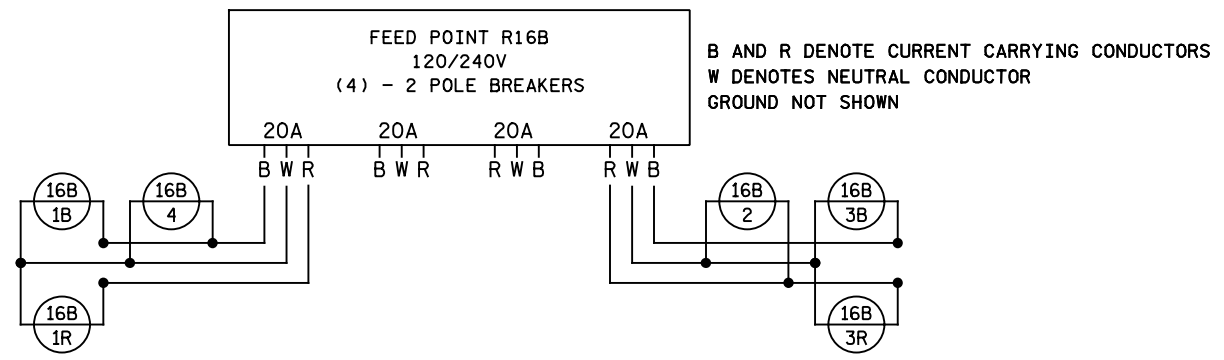 FEED POINT R16B
120/240V
(4) - 2 POLE BREAKERS
B AND R DENOTE CURRENT CARRYING CONDUCTORS
W DENOTES NEUTRAL CONDUCTOR
GROUND NOT SHOWN
20A 20A 20A 20A
B W R B W R R W B R W B
16B 16B 16B 16B
1B 4 2 3B
16B 16B
1R 3R